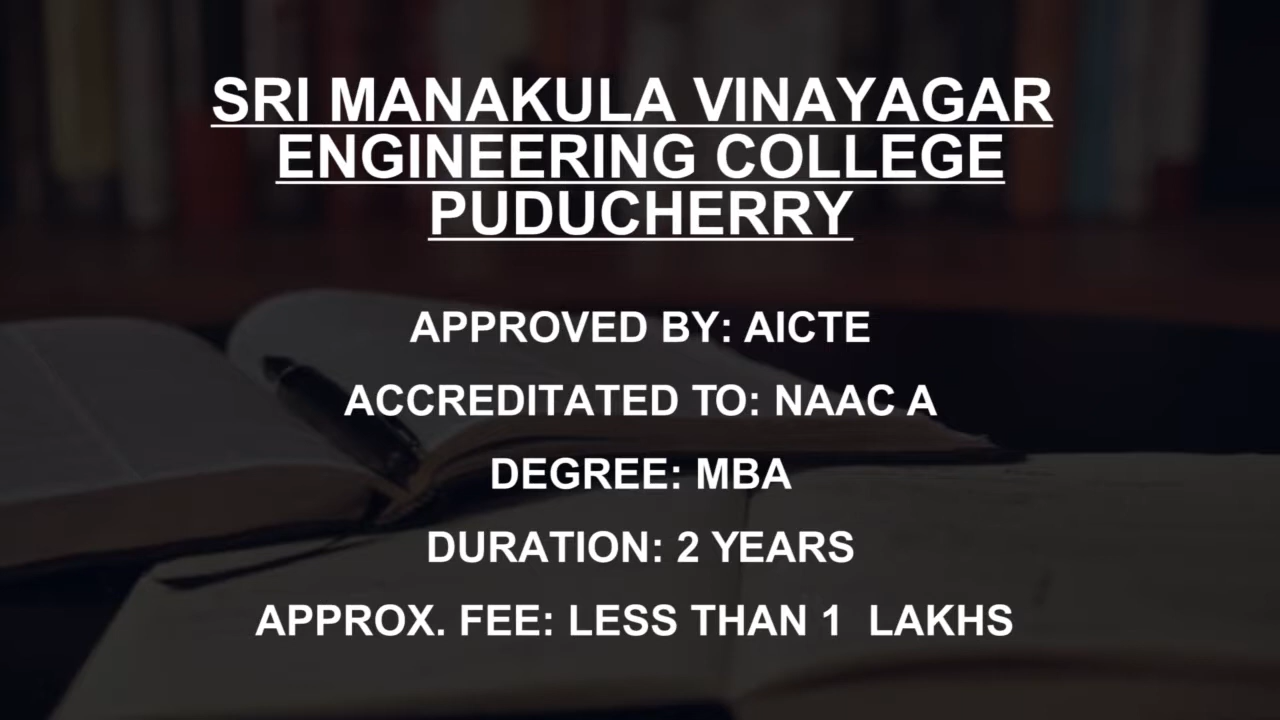 SRI MANAKULA VINAYAGAR
ENGINEERING COLLEGE
PUDUCHERRY
APPROVED BY: AICTE
ACCREDITATED TO: NAAC A
DEGREE: MBA
DURATION: 2 YEARS
APPROX. FEE: LESS THAN 1  LAKHS